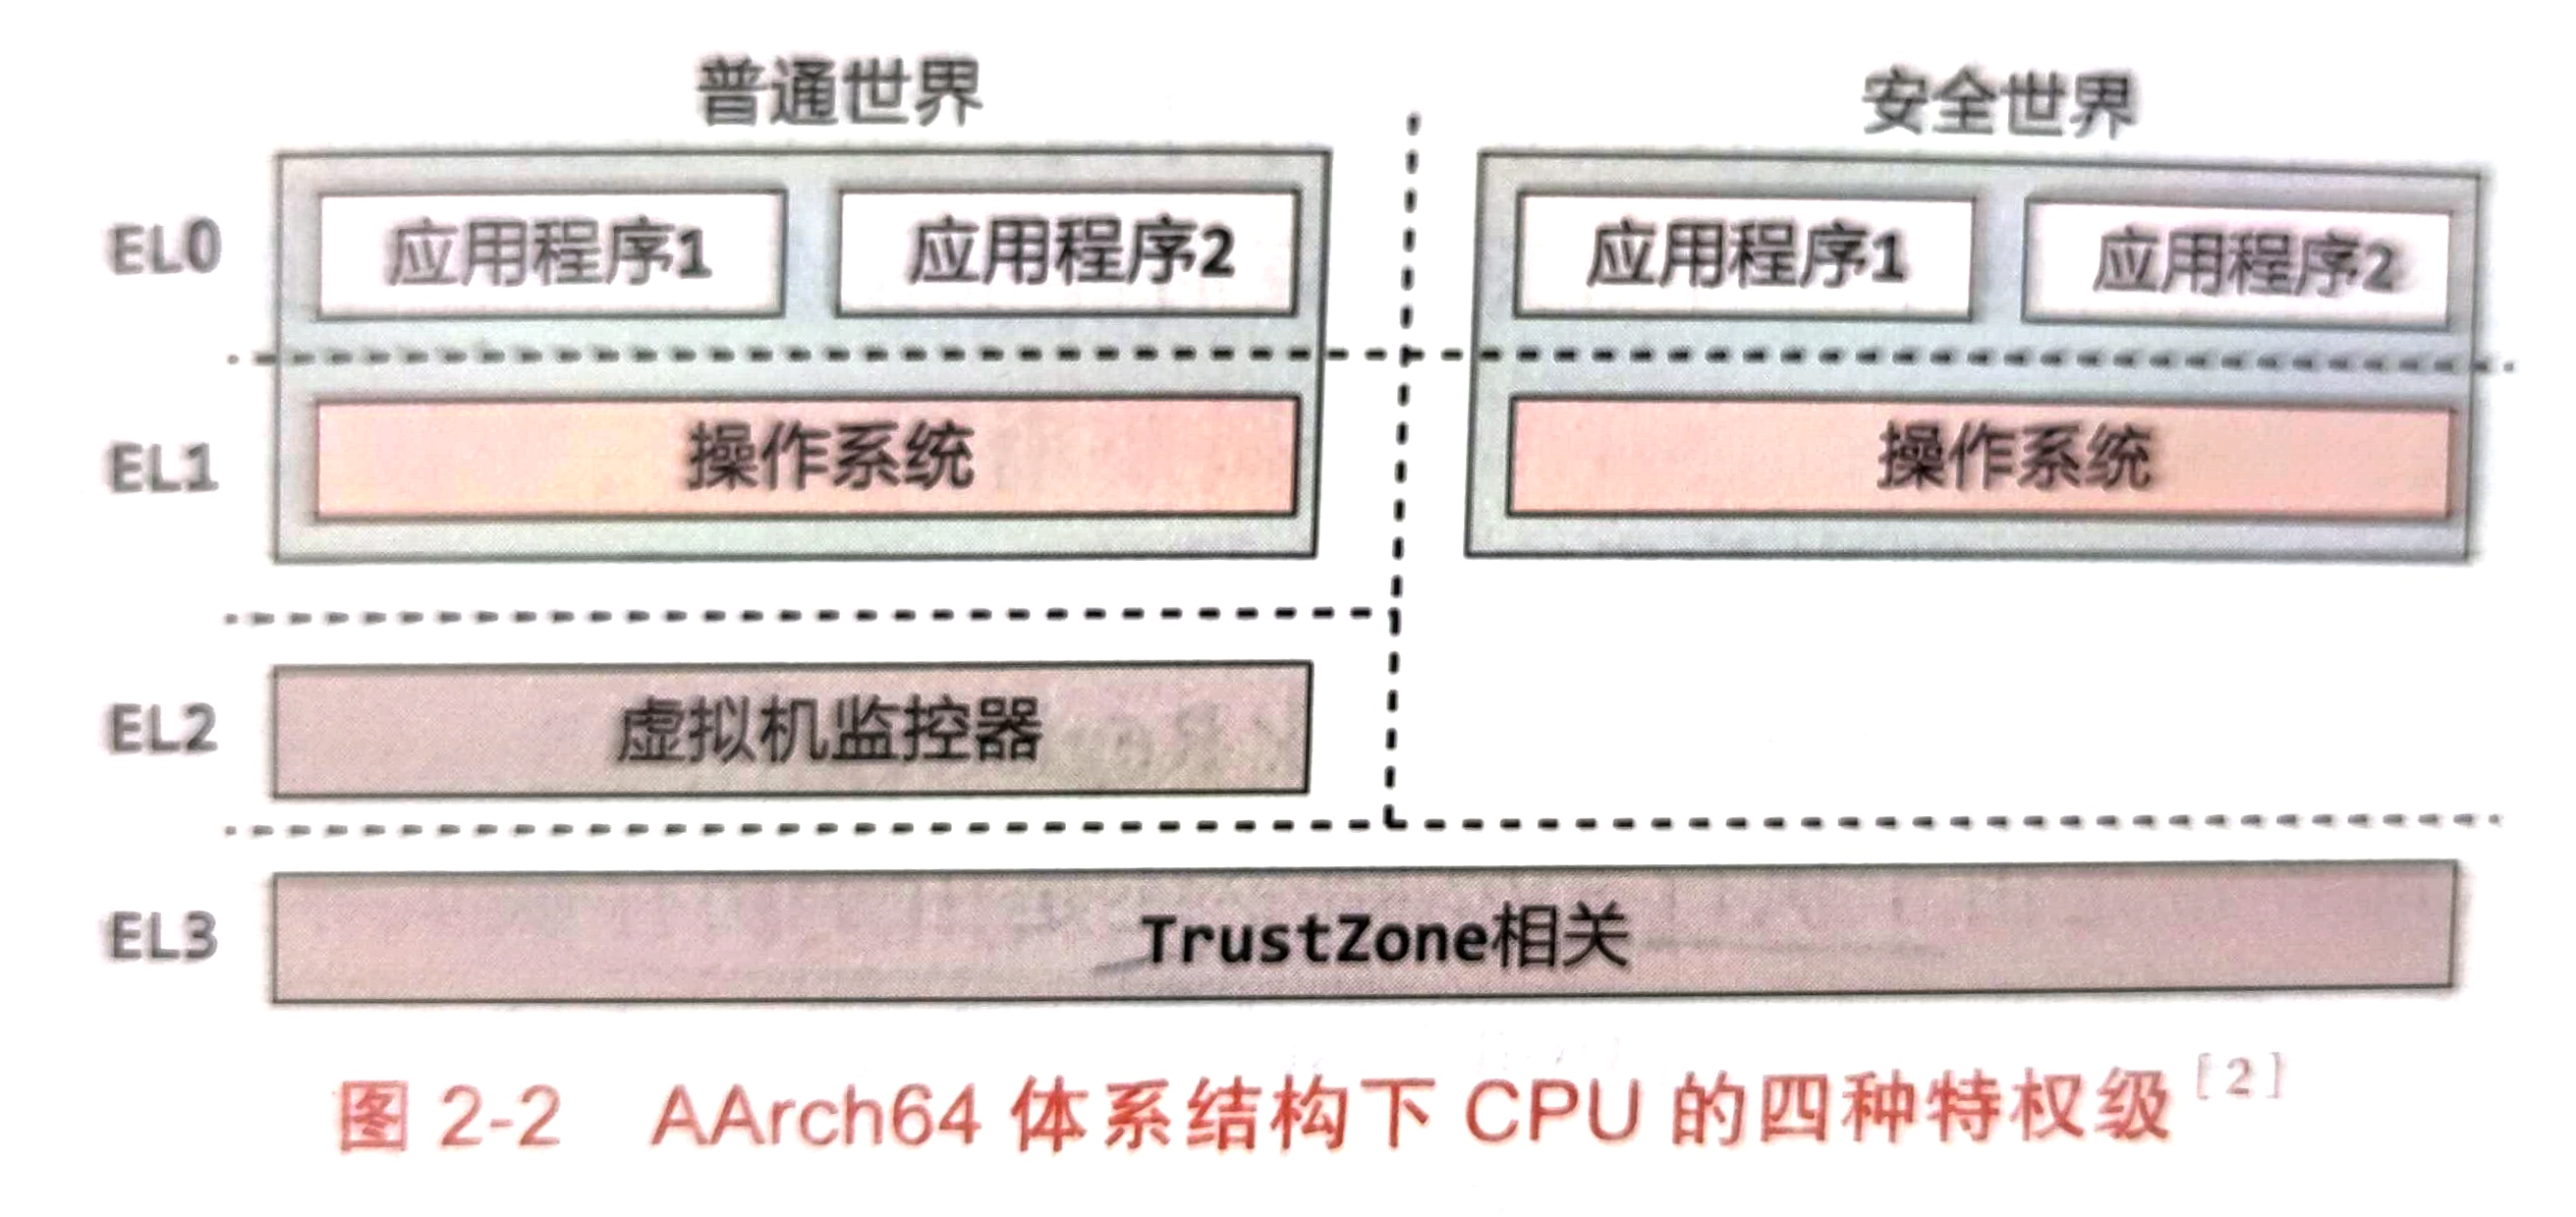 普通世界 安全世界
EL0 应用程序1 应用程序2 应用程序1 应用程序2
EL1 操作系统 操作系统
EL2 虚拟机监控器
EL3 TrustZone相关
图 2-2 AArch64 体系结构下 CPU 的四种特权级[2]